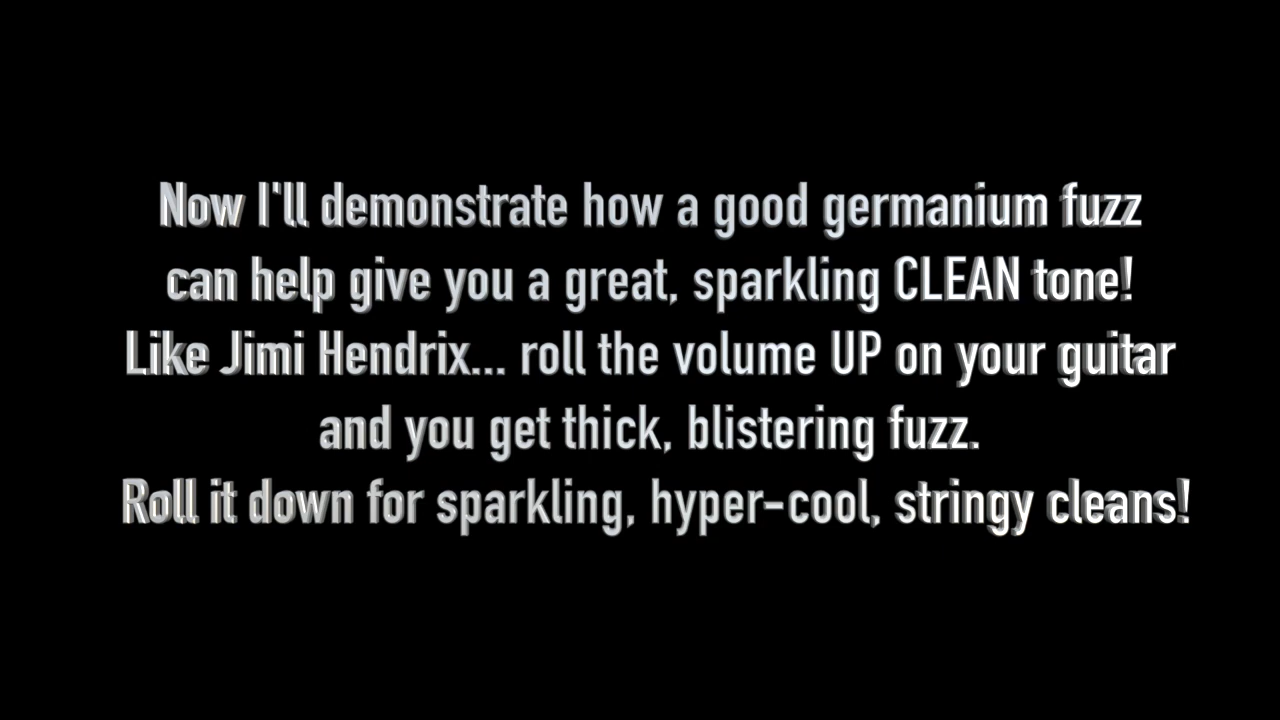 Now I'll demonstrate how a good germanium fuzz
can help give you a great, sparkling CLEAN tone!
Like Jimi Hendrix... roll the volume UP on your guitar
and you get thick, blistering fuzz.
Roll it down for sparkling, hyper-cool, stringy cleans!